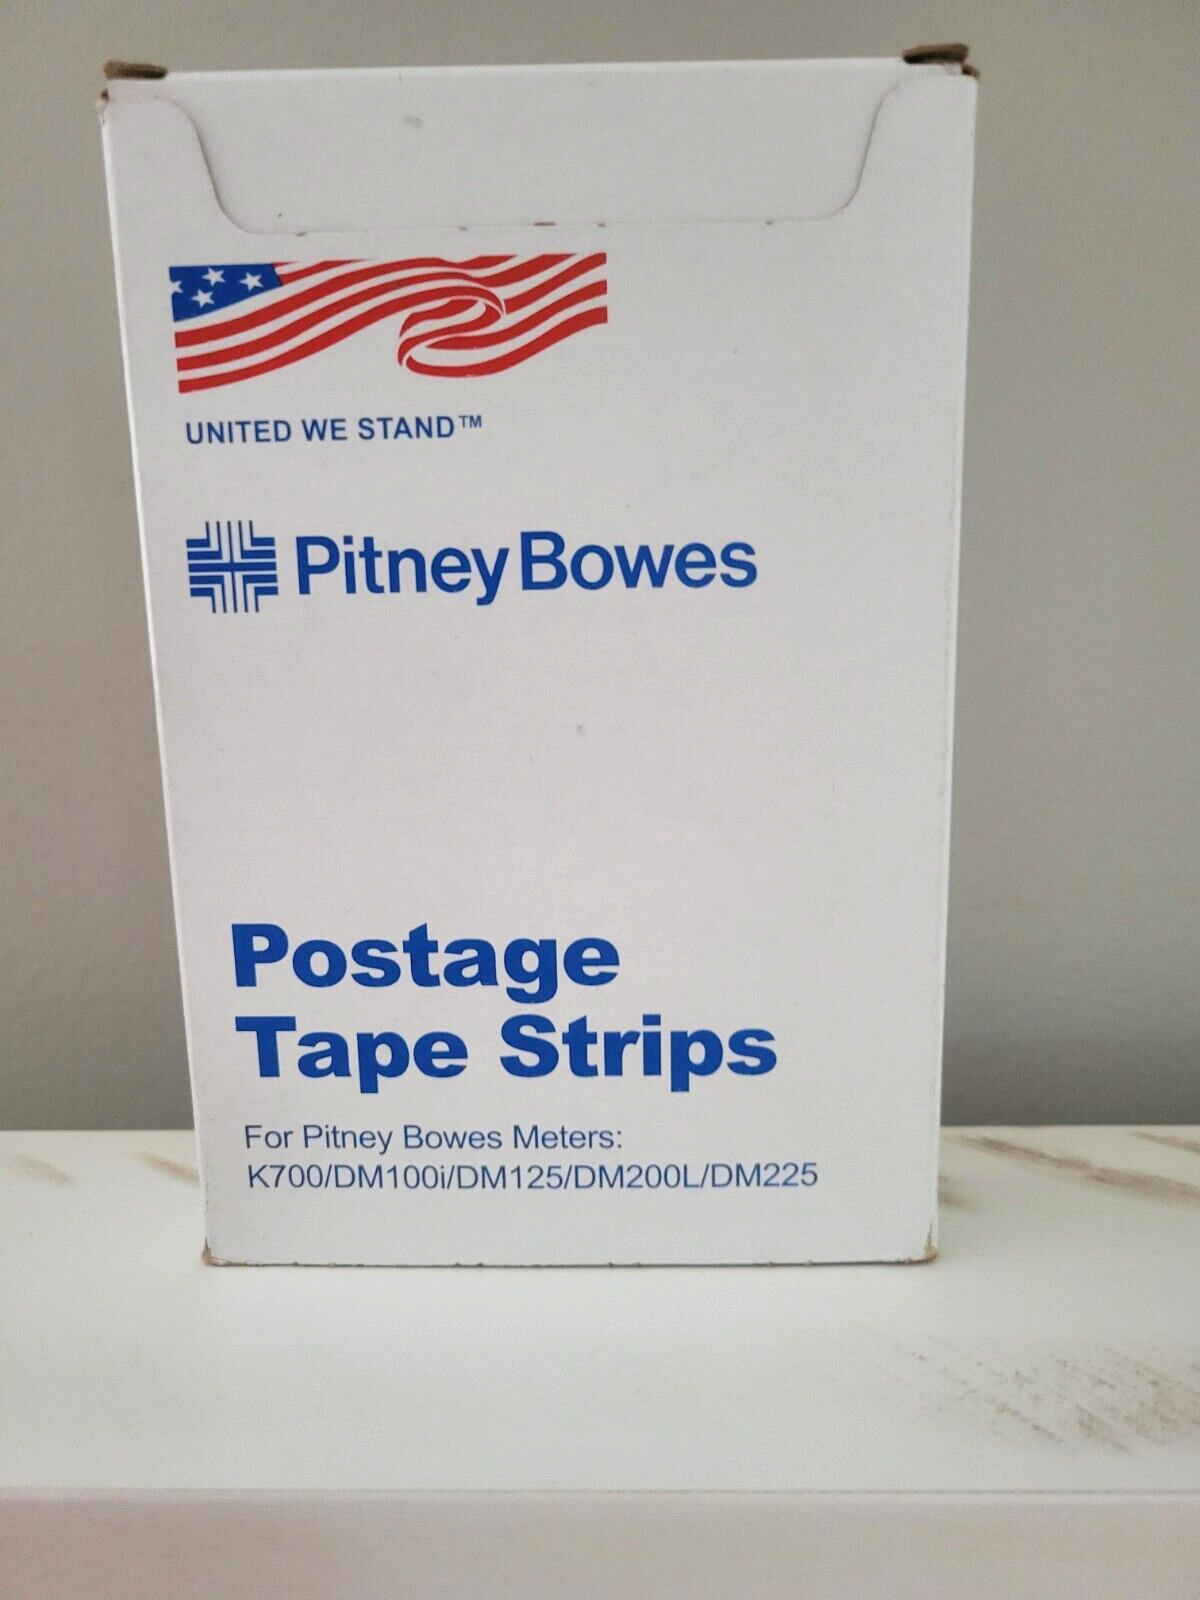 UNITED WE STAND™
Pitney Bowes
Postage
Tape Strips
For Pitney Bowes Meters:
K700/DM100i/DM125/DM200L/DM225